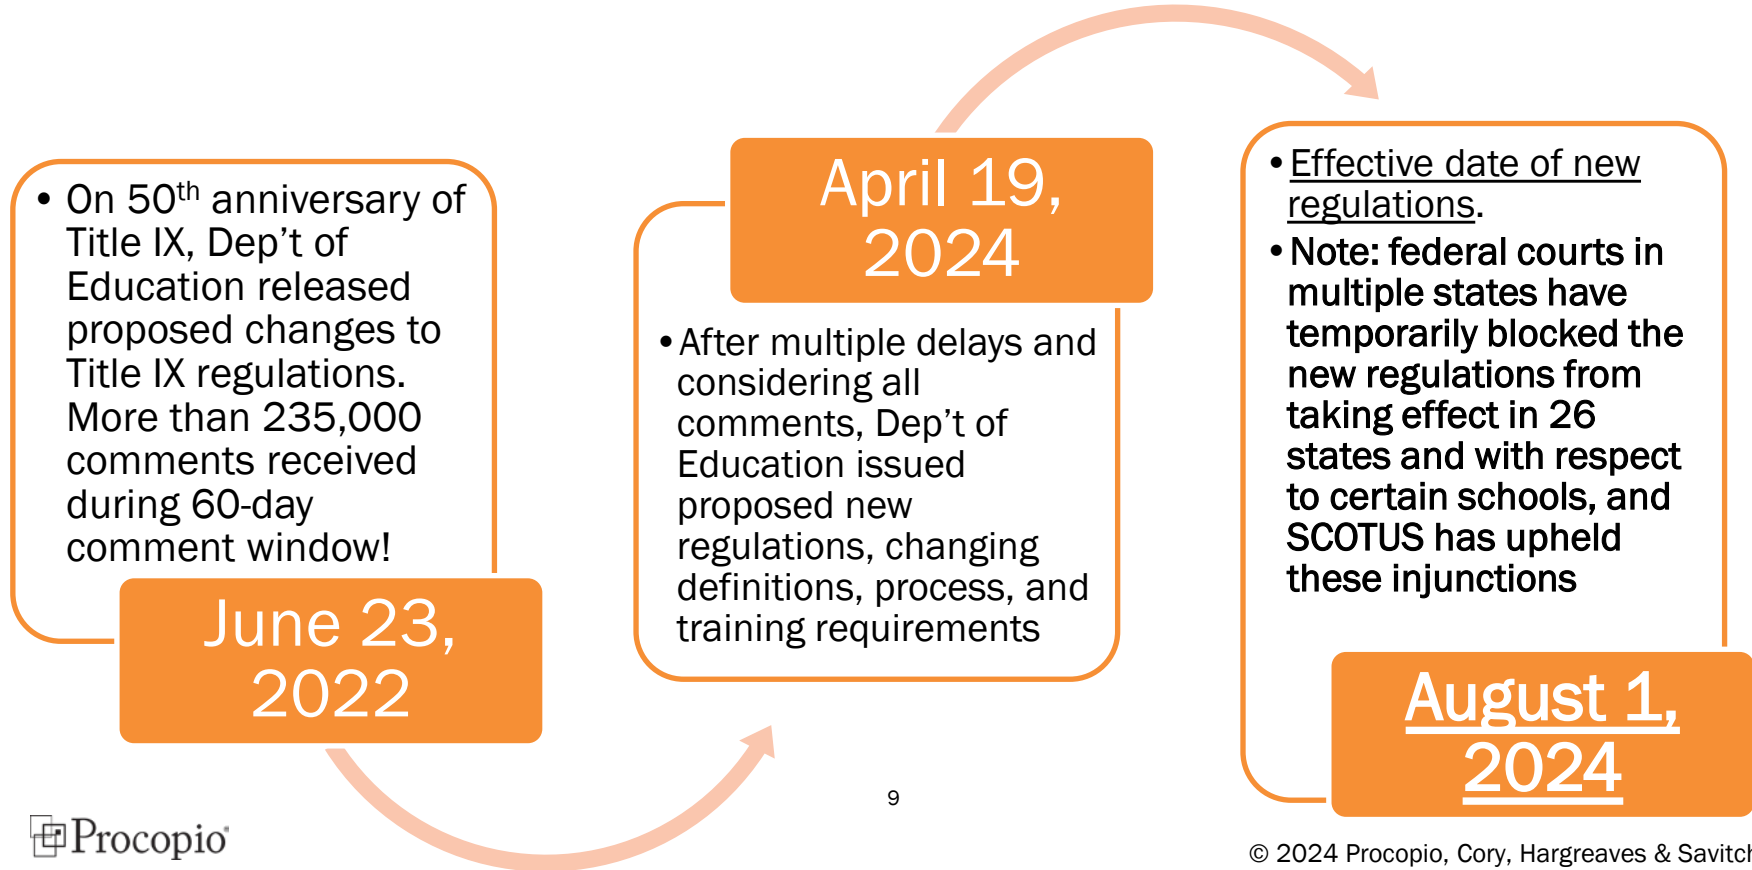 • On 50th anniversary of
Title IX, Dep’t of
Education released
proposed changes to
Title IX regulations.
More than 235,000
comments received
during 60-day
comment window!
June 23,
2022
April 19,
2024
• After multiple delays and
considering all
comments, Dep’t of
Education issued
proposed new
regulations, changing
definitions, process, and
training requirements
• Effective date of new
regulations.
• Note: federal courts in
multiple states have
temporarily blocked the
new regulations from
taking effect in 26
states and with respect
to certain schools, and
SCOTUS has upheld
these injunctions
August 1,
2024
9
Procopio
© 2024 Procopio, Cory, Hargreaves & Savitch